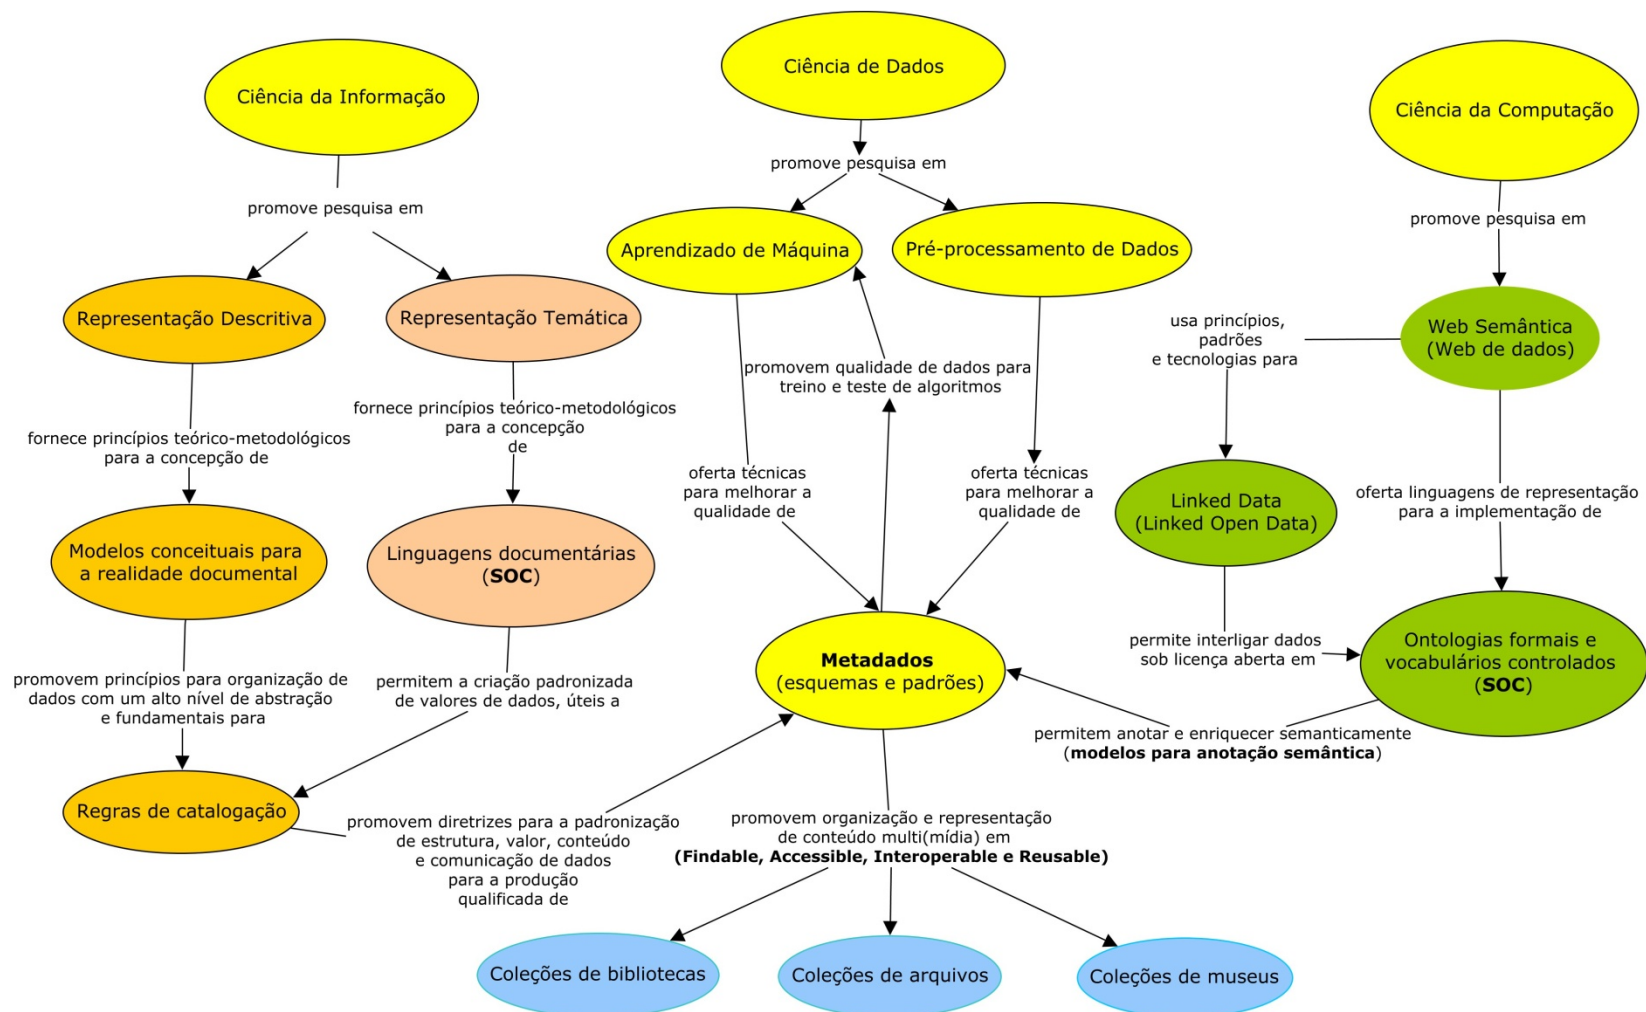 Ciência da Informação
Ciência de Dados
Ciência da Computação
promove pesquisa em
promove pesquisa em
promove pesquisa em
Aprendizado de Máquina
Pré-processamento de Dados
Representação Descritiva
Representação Temática
Web Semântica
(Web de dados)
usa princípios,
padrões
e tecnologias para
promovem qualidade de dados para
treino e teste de algoritmos
fornece princípios teórico-metodológicos
para a concepção
de
fornece princípios teórico-metodológicos
para a concepção de
oferta técnicas
para melhorar a
qualidade de
oferta técnicas
para melhorar a
qualidade de
Linked Data
(Linked Open Data)
oferta linguagens de representação
para a implementação de
Modelos conceituais para
a realidade documental
Linguagens documentárias
(SOC)
permite interligar dados
sob licença aberta em
Ontologias formais e
vocabulários controlados
(SOC)
Metadados
(esquemas e padrões)
promovem princípios para organização de
dados com um alto nível de abstração
e fundamentais para
permitem a criação padronizada
de valores de dados, úteis a
permitem anotar e enriquecer semanticamente
(modelos para anotação semântica)
Regras de catalogação
promovem diretrizes para a padronização
de estrutura, valor, conteúdo
e comunicação de dados
para a produção
qualificada de
promovem organização e representação
de conteúdo multi(mídia) em
(Findable, Accessible, Interoperable e Reusable)
Coleções de bibliotecas
Coleções de arquivos
Coleções de museus